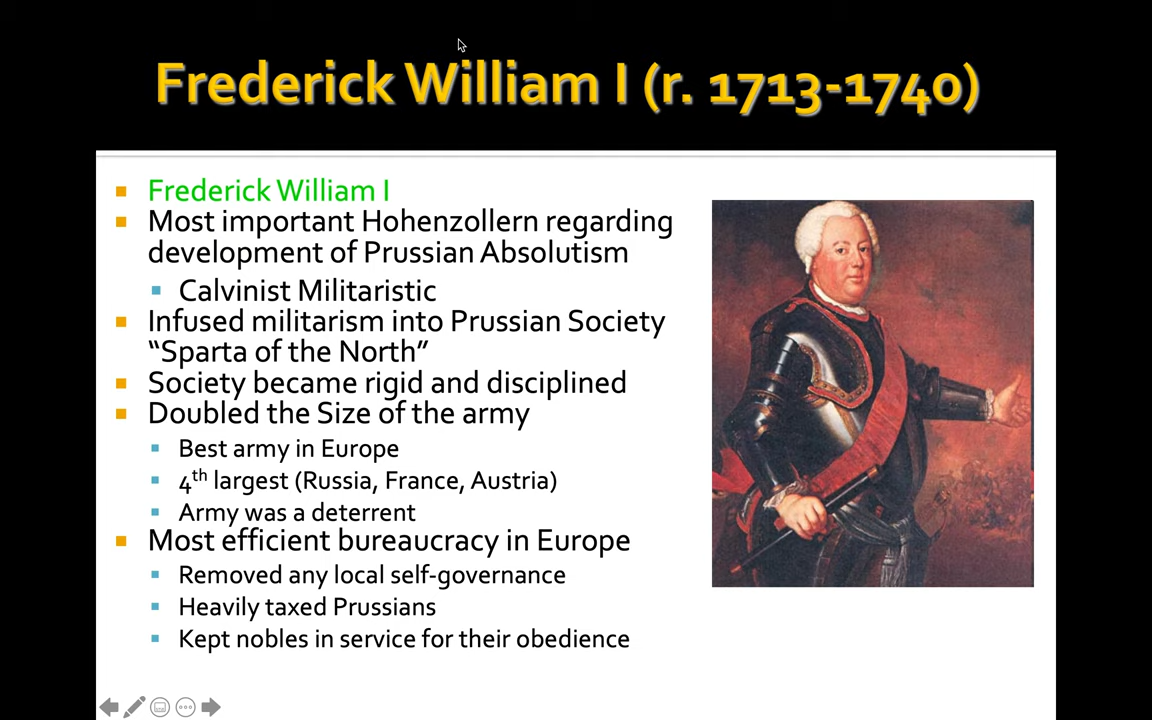 Frederick William I (r. 1713-1740)
Frederick William I
Most important Hohenzollern regarding
development of Prussian Absolutism
Calvinist Militaristic
Infused militarism into Prussian Society
“Sparta of the North”
Society became rigid and disciplined
Doubled the Size of the army
Best army in Europe
4th largest (Russia, France, Austria)
Army was a deterrent
Most efficient bureaucracy in Europe
Removed any local self-governance
Heavily taxed Prussians
Kept nobles in service for their obedience